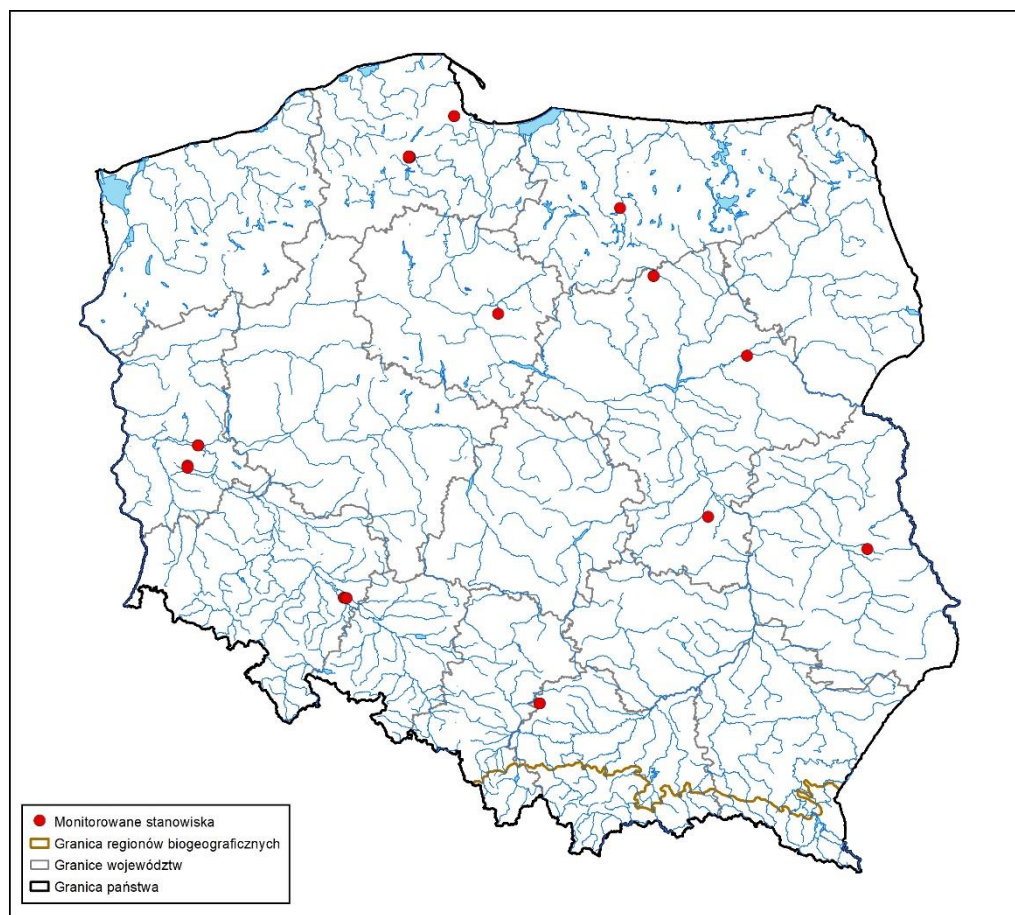 Monitorowane stanowiska
Granica regionów biogeograficznych
Granice województw
Granica państwa